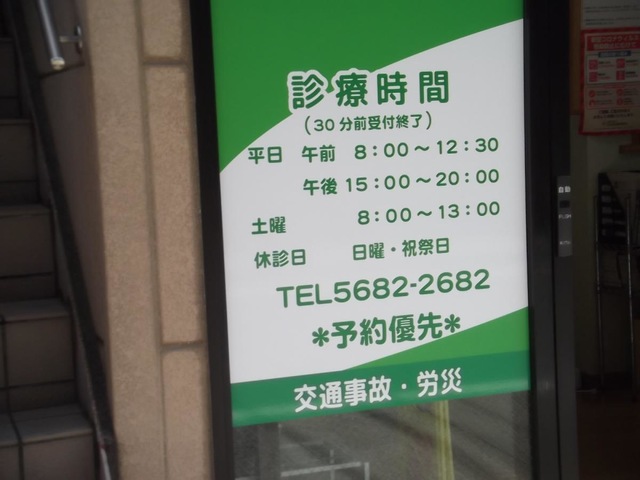 診療時間
(30分前受付終了)
平日 午前 8:00〜12:30
午後 15:00〜20:00
土曜 8:00〜13:00
休診日 日曜・祝祭日
TEL5682-2682
*予約優先*
交通事故・労災
自動